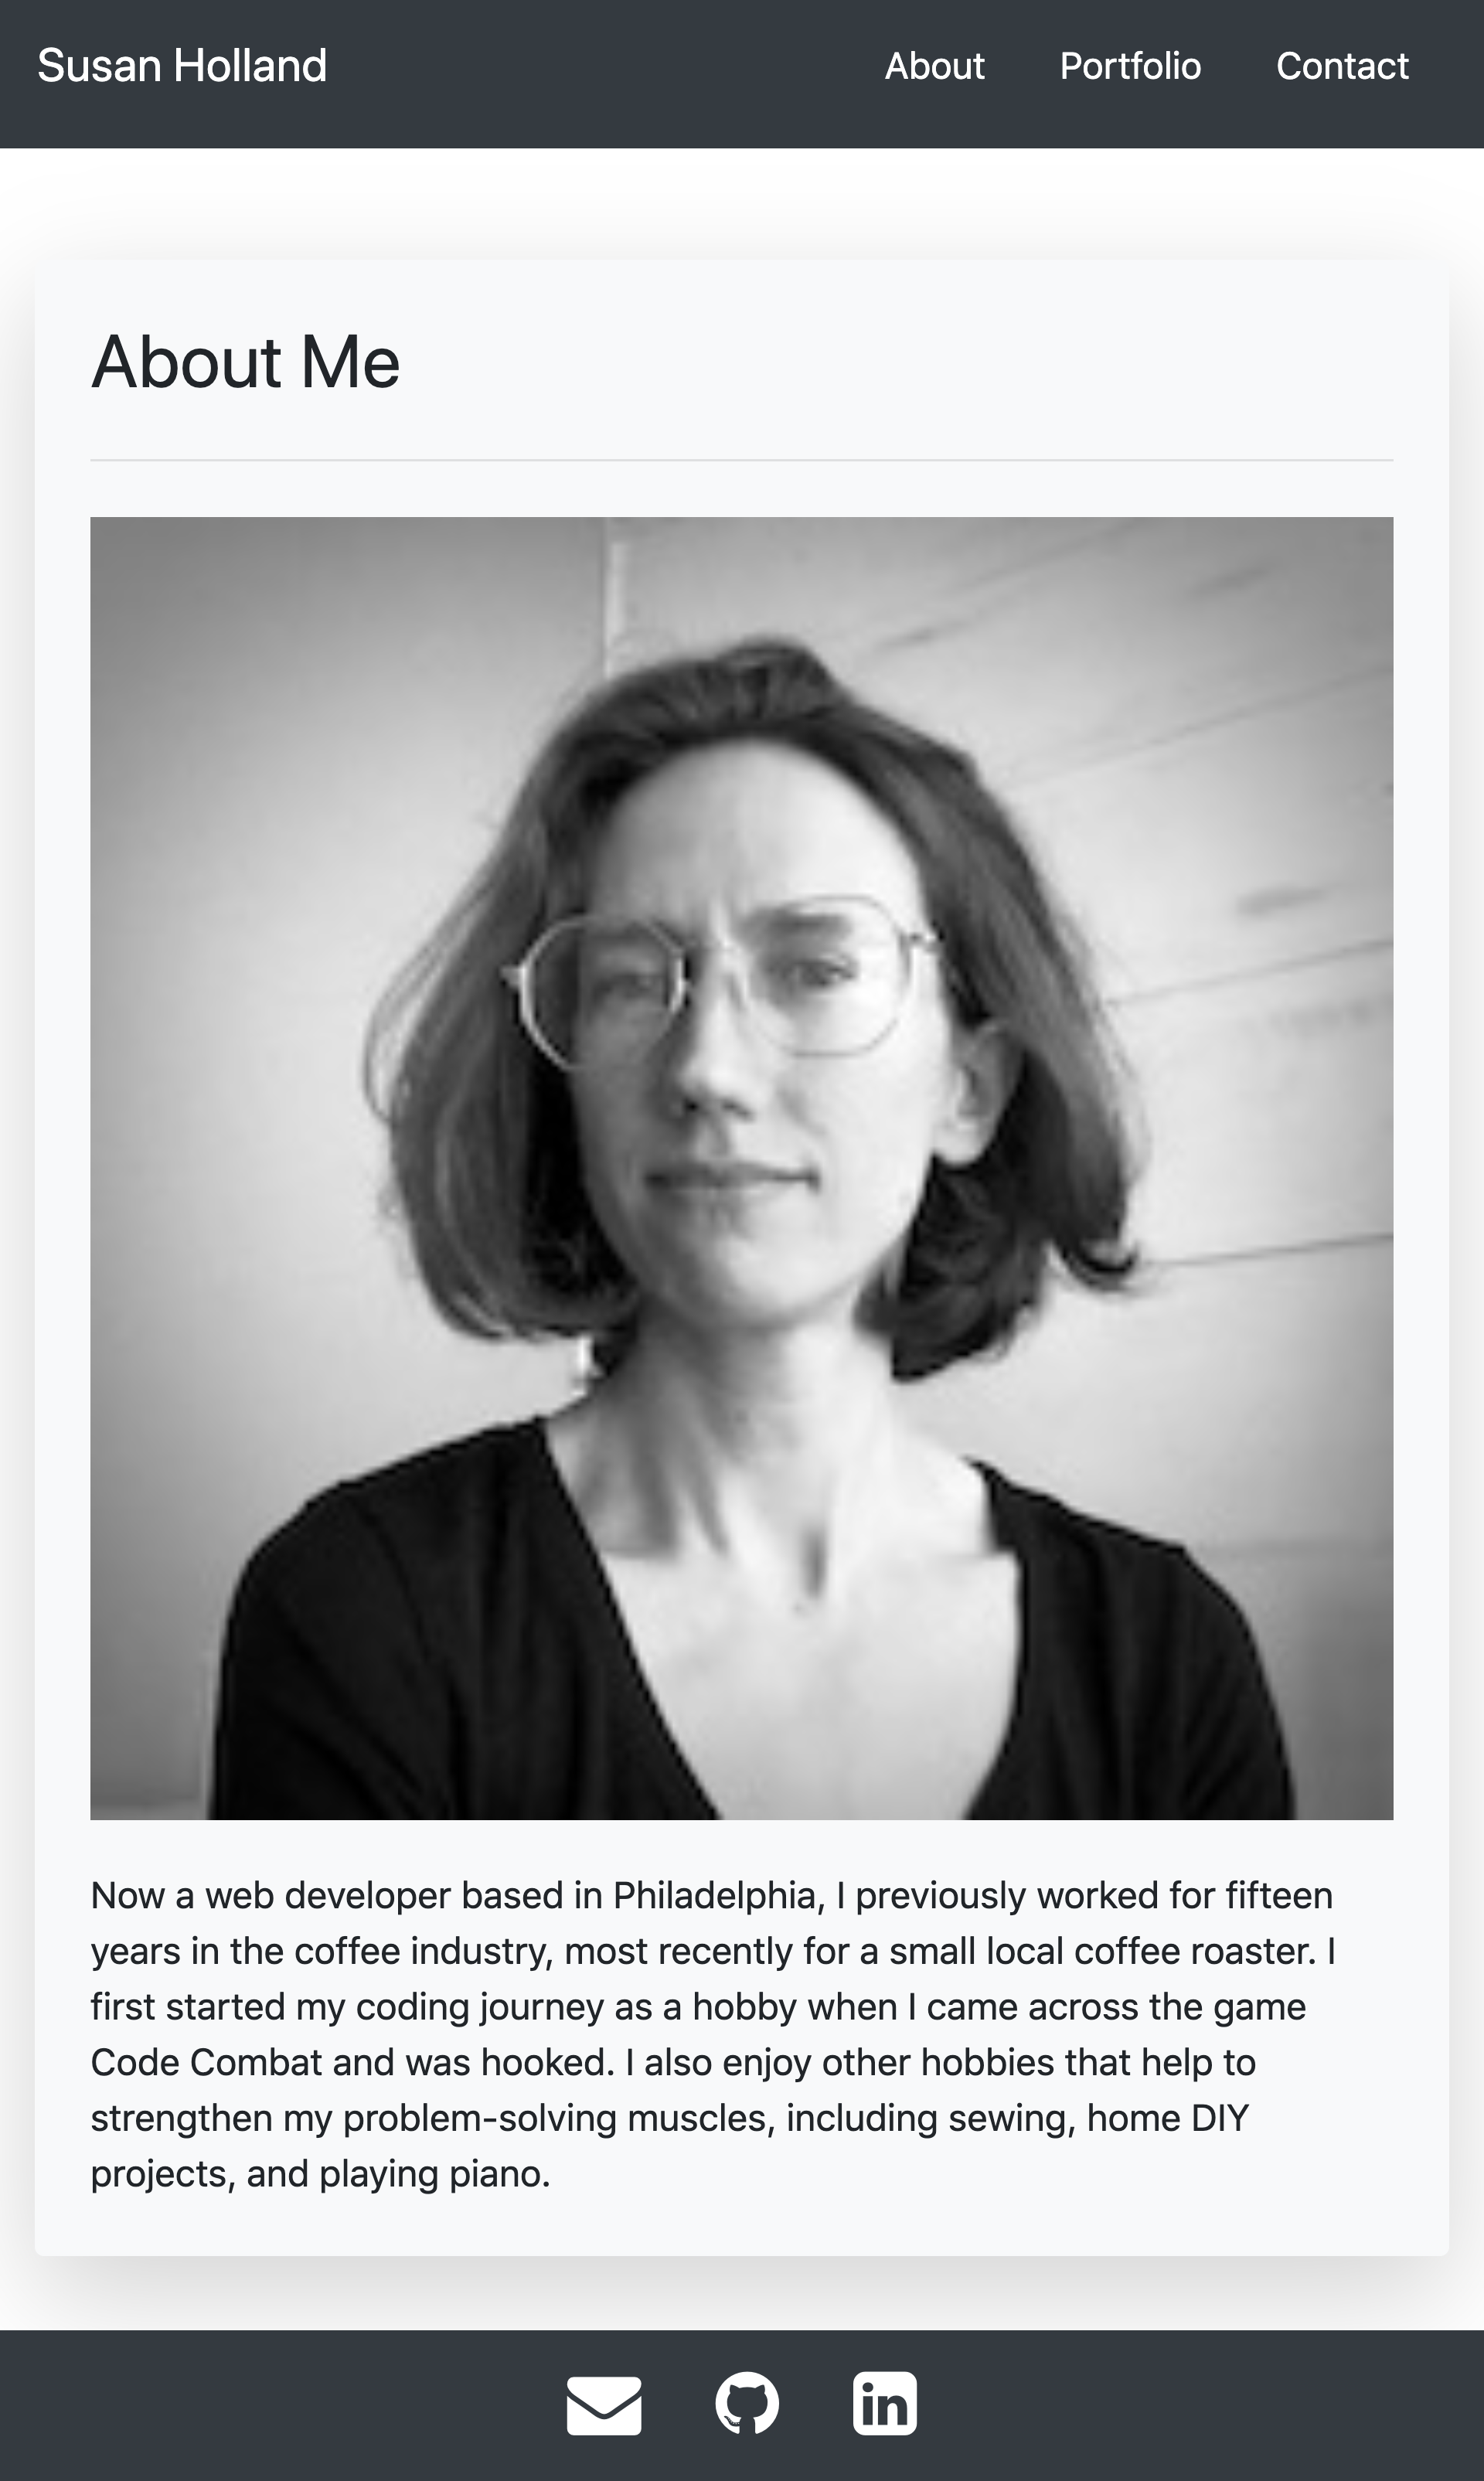 Susan Holland
About Portfolio Contact
About Me
Now a web developer based in Philadelphia, I previously worked for fifteen
years in the coffee industry, most recently for a small local coffee roaster. I
first started my coding journey as a hobby when I came across the game
Code Combat and was hooked. I also enjoy other hobbies that help to
strengthen my problem-solving muscles, including sewing, home DIY
projects, and playing piano.
in